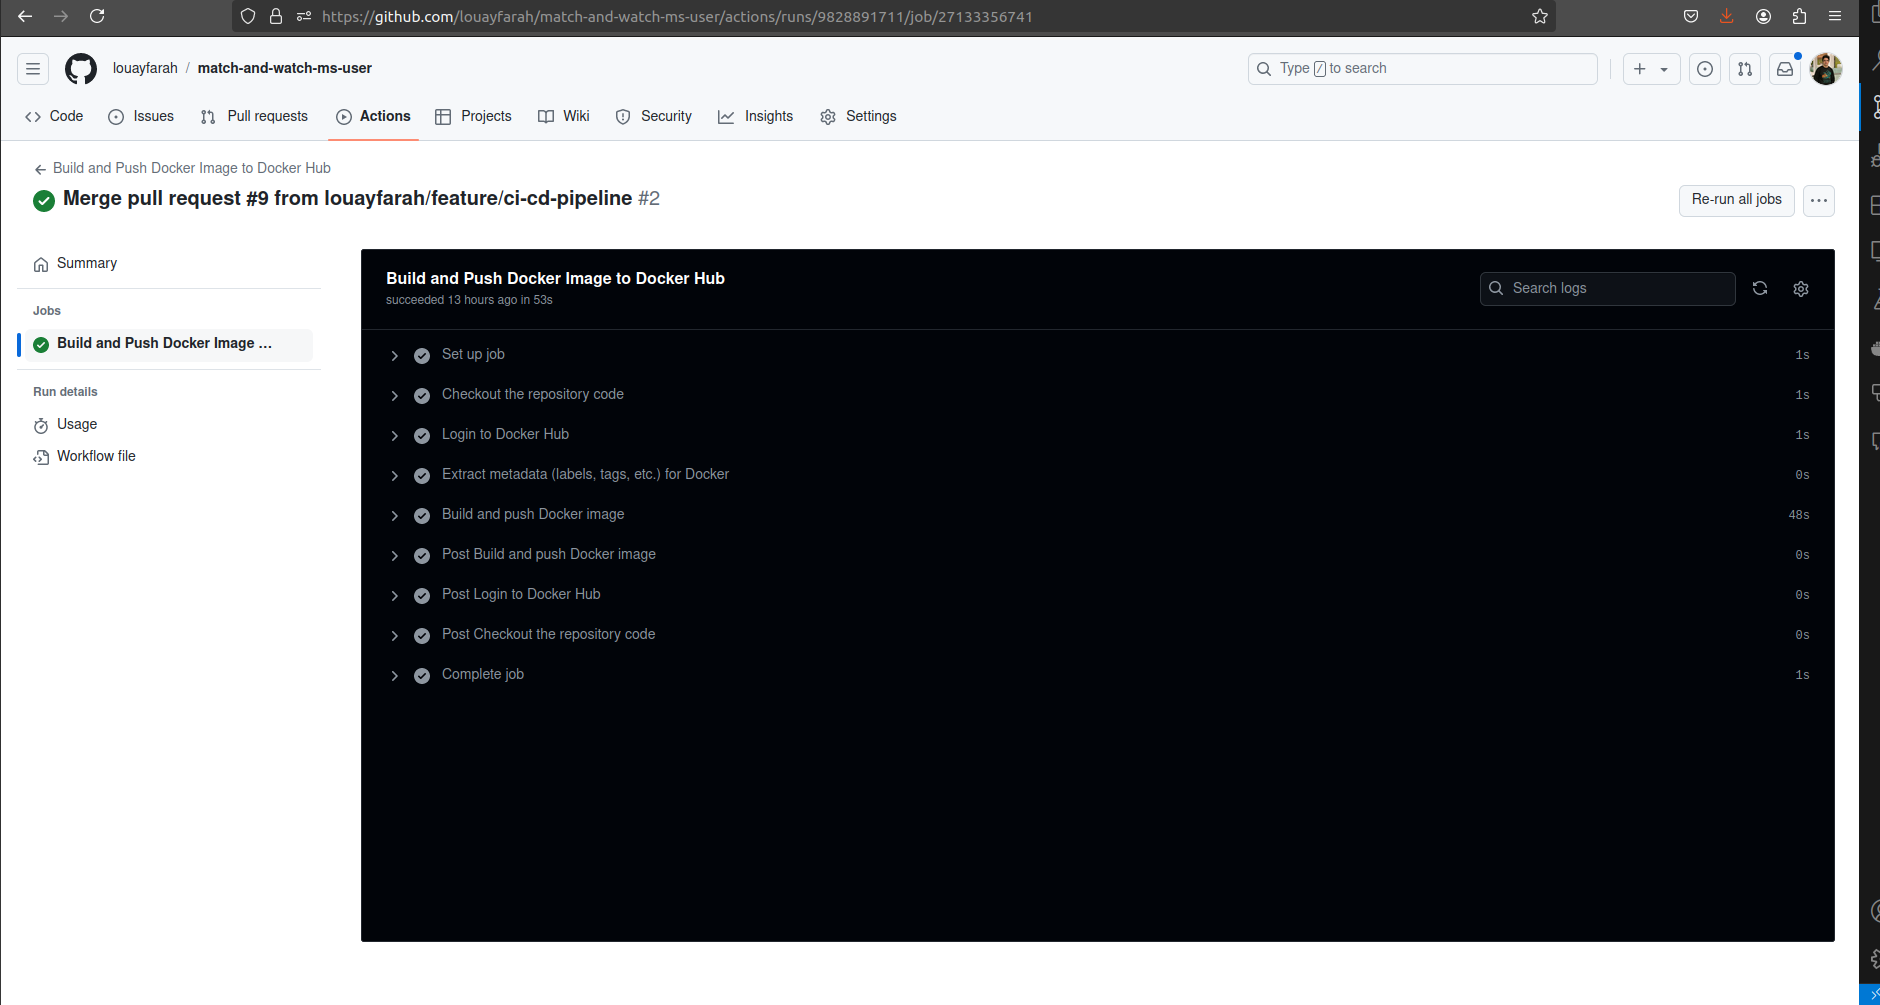 https://github.com/louayfarah/match-and-watch-ms-user/actions/runs/9828891711/job/27133356741
louayfarah / match-and-watch-ms-user
Type / to search
Code Issues Pull requests Actions Projects Wiki Security Insights Settings
Build and Push Docker Image to Docker Hub
Merge pull request #9 from louayfarah/feature/ci-cd-pipeline #2
Re-run all jobs
Summary
Jobs
Build and Push Docker Image ...
Run details
Usage
Workflow file
Build and Push Docker Image to Docker Hub
succeeded 13 hours ago in 53s
Search logs
Set up job 1s
Checkout the repository code 1s
Login to Docker Hub 1s
Extract metadata (labels, tags, etc.) for Docker 0s
Build and push Docker image 48s
Post Build and push Docker image 0s
Post Login to Docker Hub 0s
Post Checkout the repository code 0s
Complete job 1s